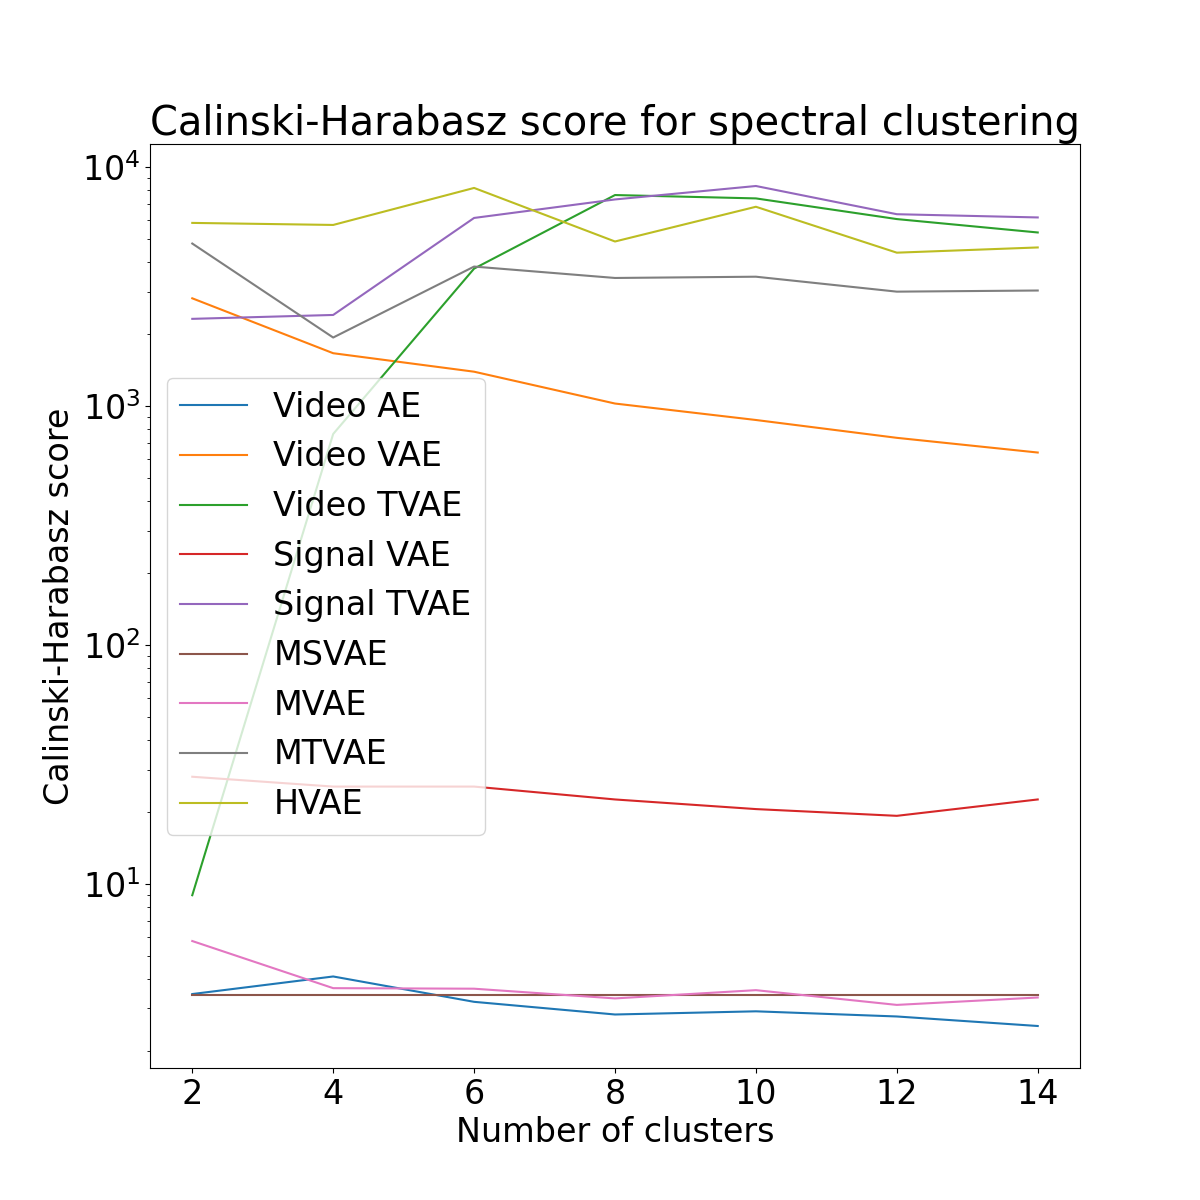 Calinski-Harabasz score for spectral clustering
10^4
10^3
10^2
10^1
Calinski-Harabasz score
Video AE
Video VAE
Video TVAE
Signal VAE
Signal TVAE
MSVAE
MVAE
MTVAE
HVAE
2 4 6 8 10 12 14
Number of clusters